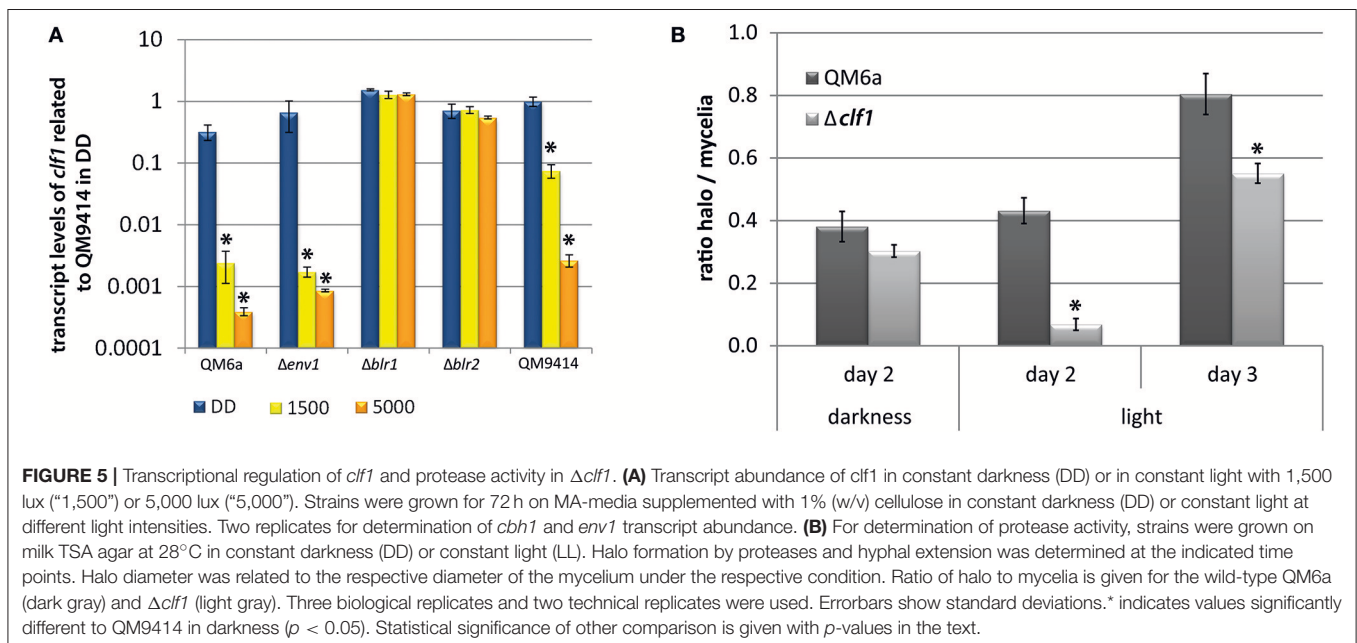 A
transcript levels of clf1 related
to QM9414 in DD
10
1
0.1
0.01
0.001
0.0001
*
*
*
*
*
*
QM6a
Δenv1
Δblr1
Δblr2
QM9414
DD
1500
5000
B
ratio halo / mycelia
1.0
0.8
0.6
0.4
0.2
0.0
QM6a
Δclf1
*
*
day 2
day 2
day 3
darkness
light
FIGURE 5 | Transcriptional regulation of clf1 and protease activity in Δclf1. (A) Transcript abundance of clf1 in constant darkness (DD) or in constant light with 1,500
lux (“1,500”) or 5,000 lux (“5,000”). Strains were grown for 72 h on MA-media supplemented with 1% (w/v) cellulose in constant darkness (DD) or constant light at
different light intensities. Two replicates for determination of cbh1 and env1 transcript abundance. (B) For determination of protease activity, strains were grown on
milk TSA agar at 28°C in constant darkness (DD) or constant light (LL). Halo formation by proteases and hyphal extension was determined at the indicated time
points. Halo diameter was related to the respective diameter of the mycelium under the respective condition. Ratio of halo to mycelia is given for the wild-type QM6a
(dark gray) and Δclf1 (light gray). Three biological replicates and two technical replicates were used. Errorbars show standard deviations.* indicates values significantly
different to QM9414 in darkness (p < 0.05). Statistical significance of other comparison is given with p-values in the text.